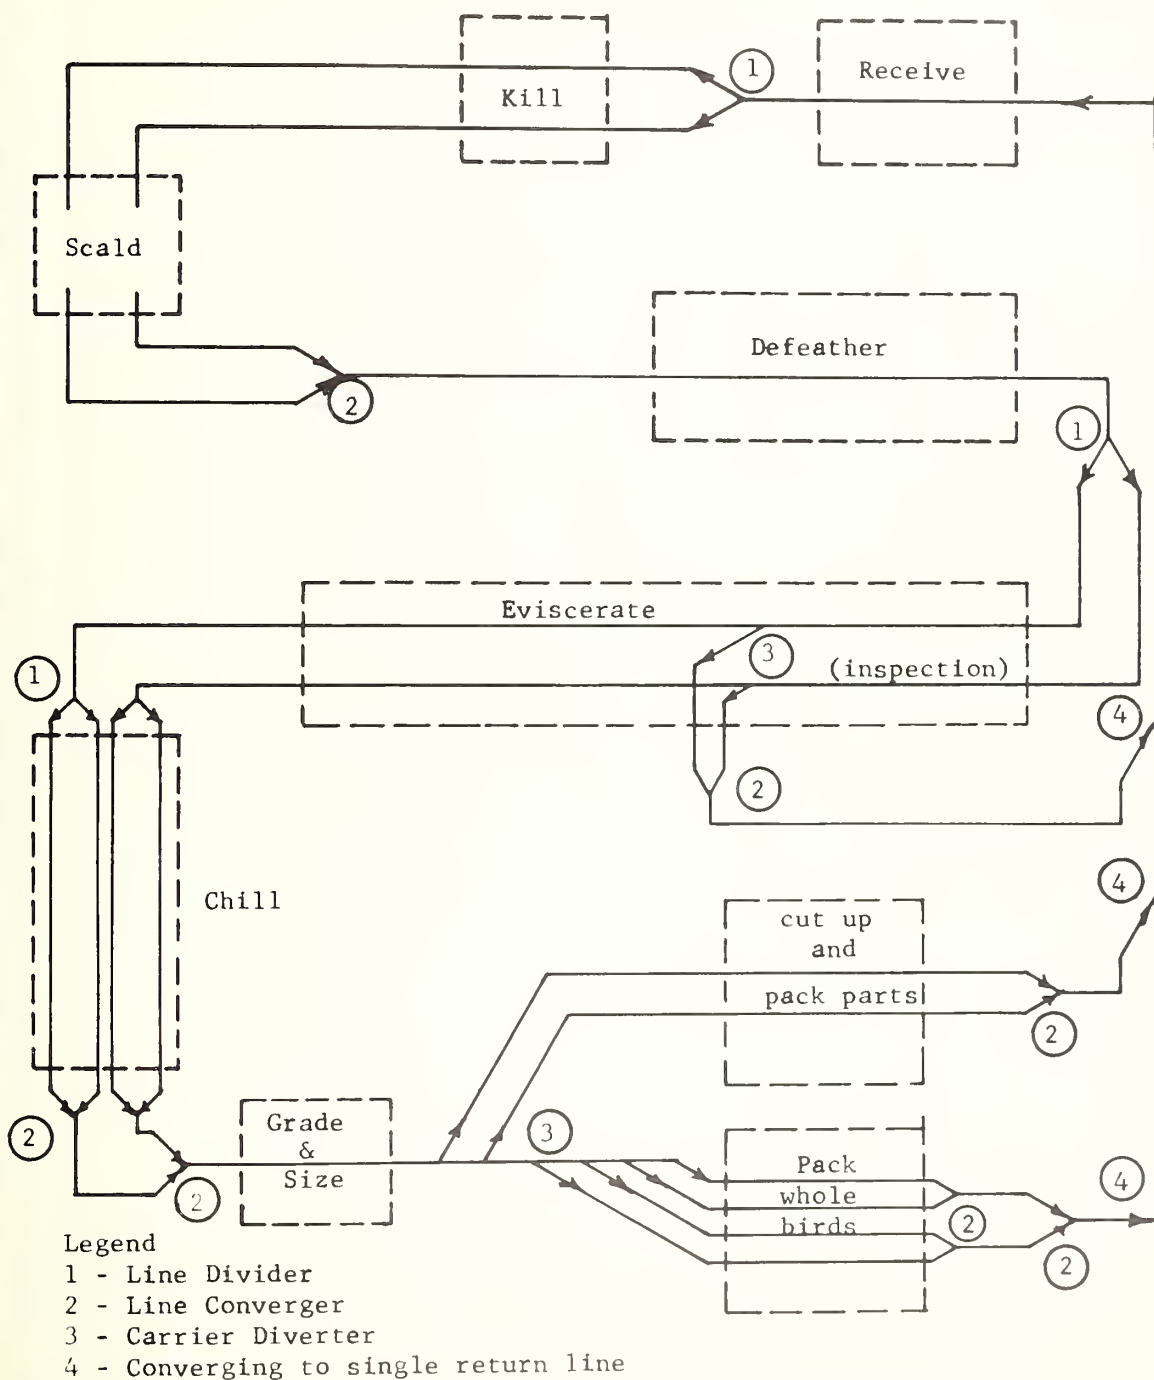 1
Receive
Kill
Scald
Defeather
2
1
Eviscerate
3
(inspection)
1
4
2
4
Chill
cut up
and
pack parts
2
2
Grade
&
Size
3
Pack
whole
birds
4
2
2
2
Legend
1 - Line Divider
2 - Line Converger
3 - Carrier Diverter
4 - Converging to single return line